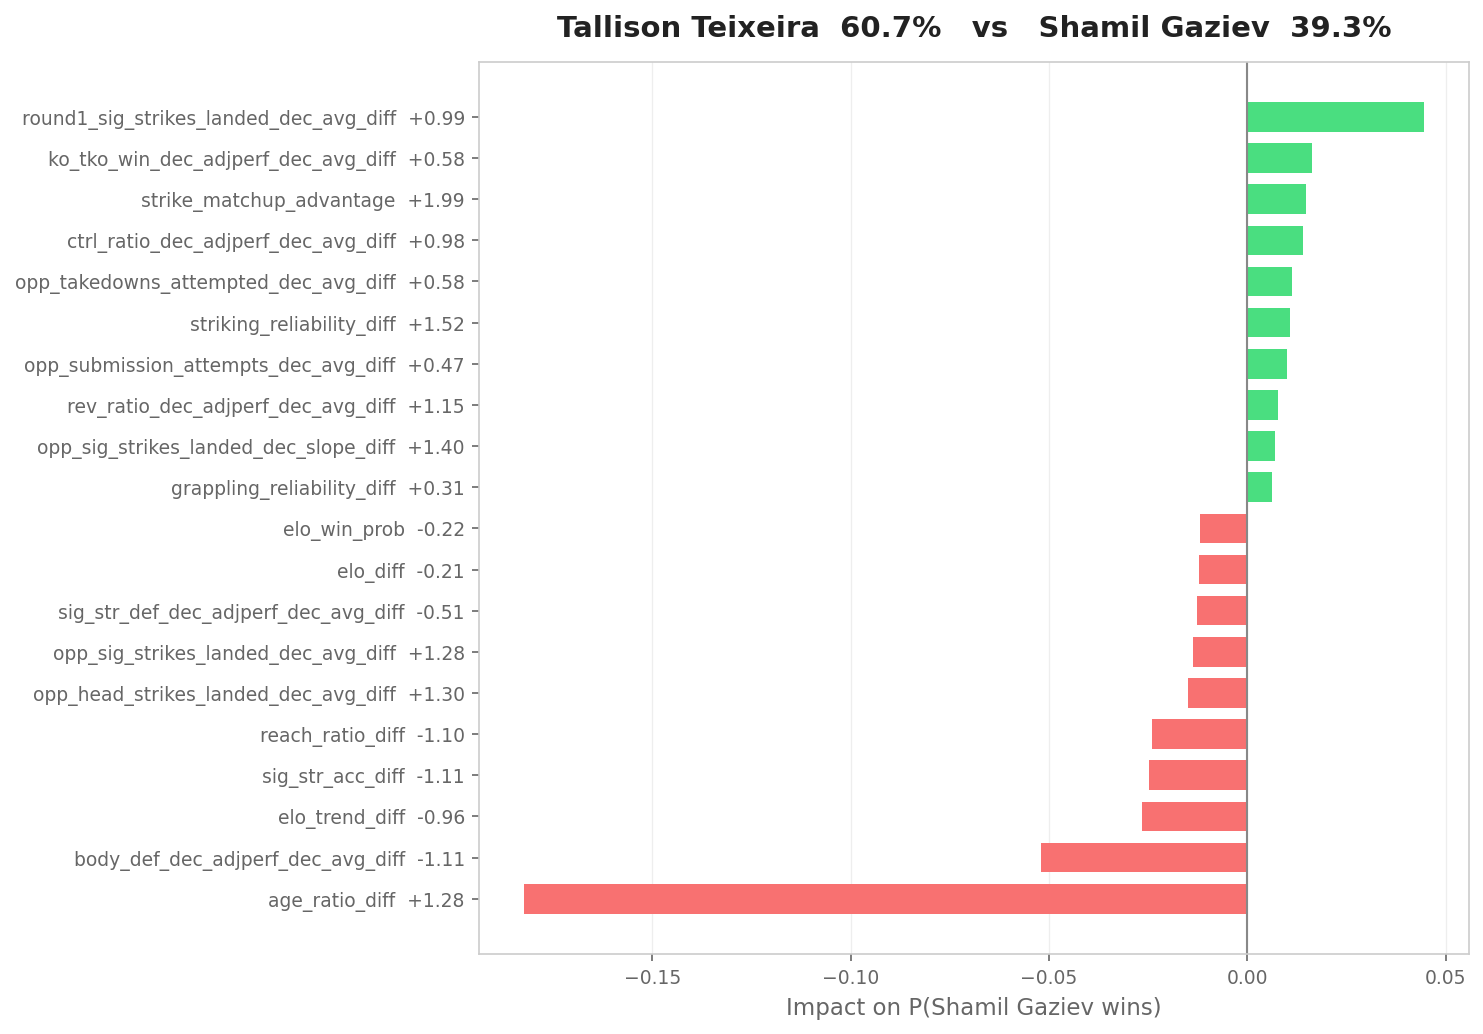 Tallison Teixeira  60.7%   vs   Shamil Gaziev  39.3%
round1_sig_strikes_landed_dec_avg_diff  +0.99
ko_tko_win_dec_adjperf_dec_avg_diff  +0.58
strike_matchup_advantage  +1.99
ctrl_ratio_dec_adjperf_dec_avg_diff  +0.98
opp_takedowns_attempted_dec_avg_diff  +0.58
striking_reliability_diff  +1.52
opp_submission_attempts_dec_avg_diff  +0.47
rev_ratio_dec_adjperf_dec_avg_diff  +1.15
opp_sig_strikes_landed_dec_slope_diff  +1.40
grappling_reliability_diff  +0.31
elo_win_prob  -0.22
elo_diff  -0.21
sig_str_def_dec_adjperf_dec_avg_diff  -0.51
opp_sig_strikes_landed_dec_avg_diff  +1.28
opp_head_strikes_landed_dec_avg_diff  +1.30
reach_ratio_diff  -1.10
sig_str_acc_diff  -1.11
elo_trend_diff  -0.96
body_def_dec_adjperf_dec_avg_diff  -1.11
age_ratio_diff  +1.28
−0.15  −0.10  −0.05  0.00  0.05
Impact on P(Shamil Gaziev wins)